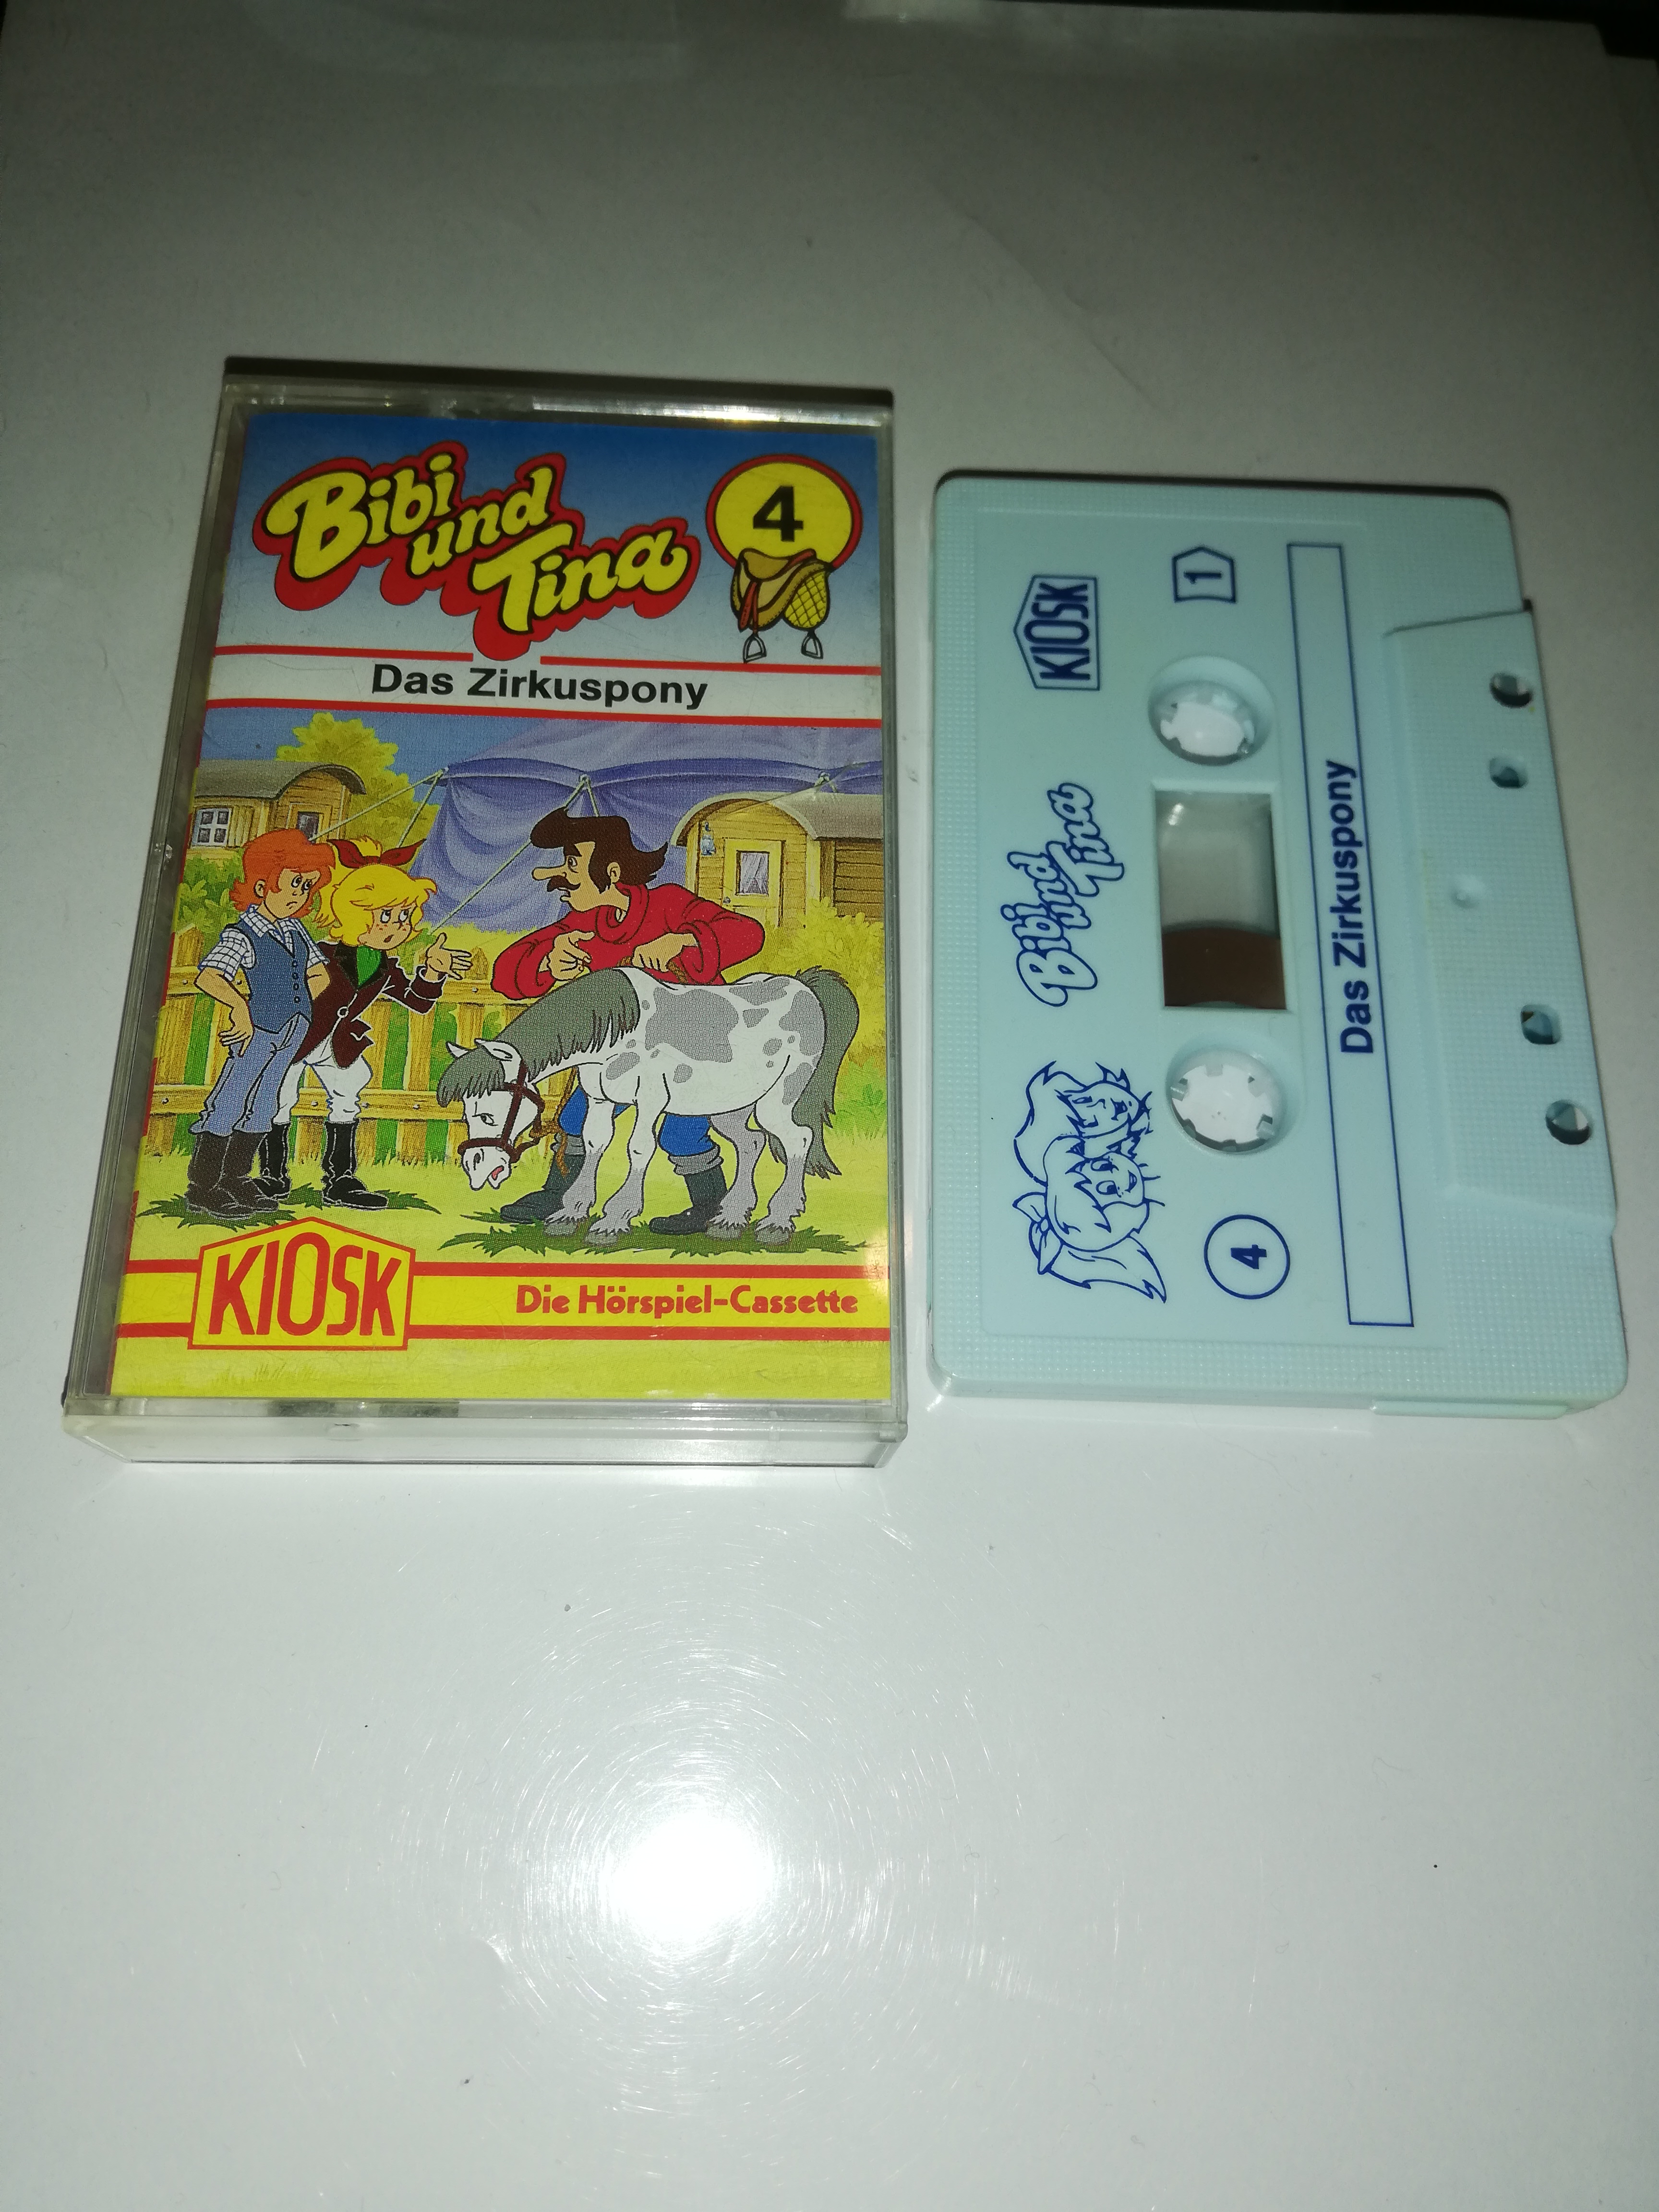 Bibi
und
Tina
4
Das Zirkuspony
KIOSK
Die Hörspiel-Cassette
KIOSK
1
Bibi
und
Tina
4
Das Zirkuspony